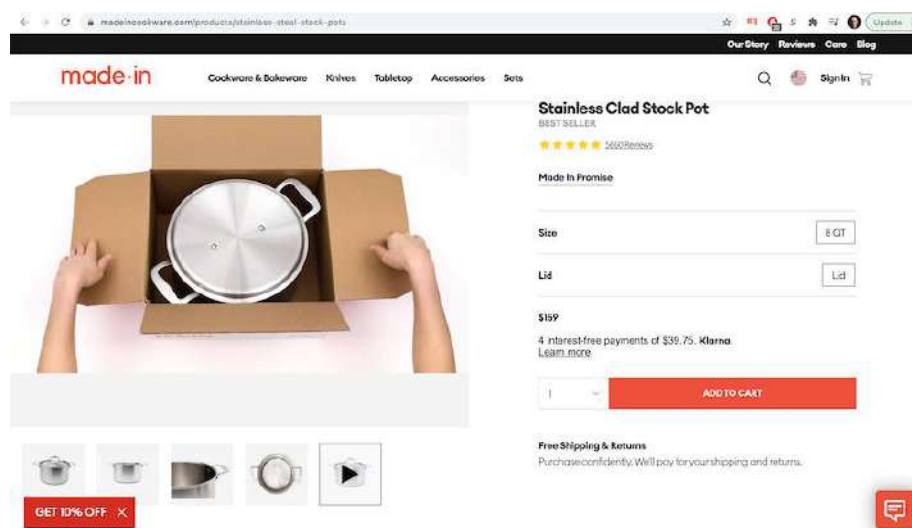 madeincookware.com/products/stainless-steel-stock-pots
Update
Our Story Reviews Care Blog
made·in
Cookware & Bakeware Knives Tabletop Accessories Sets
Sign In
Stainless Clad Stock Pot
BEST SELLER
5660 Reviews
Made In Promise
Size
8 QT
Lid
Lid
$159
4 interest-free payments of $39.75. Klarna.
Learn more
1
ADD TO CART
Free Shipping & Returns
Purchase confidently. We'll pay for your shipping and returns.
GET 10% OFF X